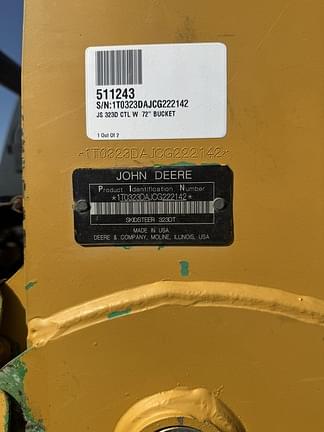 511243
S/N:1T0323DAJCG222142
JS 323D CTL W 72" BUCKET
1 Out Of 2
*1T0323DAJCG222142*
JOHN DEERE
Product Identification Number
*1T0323DAJCG222142*
SKIDSTEER 323DT
MADE IN USA
DEERE & COMPANY, MOLINE, ILLINOIS, USA